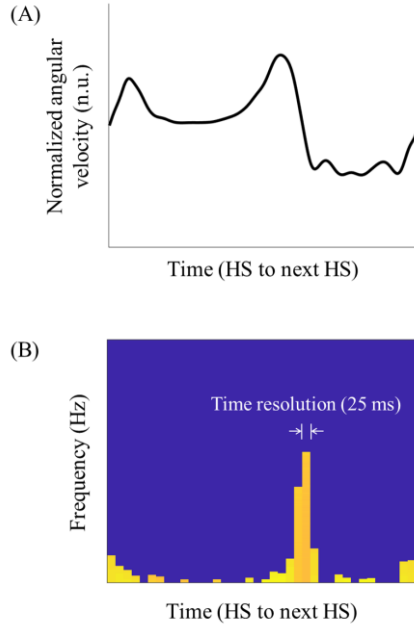 (A)
Normalized angular
velocity (n.u.)
Time (HS to next HS)
(B)
Time resolution (25 ms)
Frequency (Hz)
Time (HS to next HS)